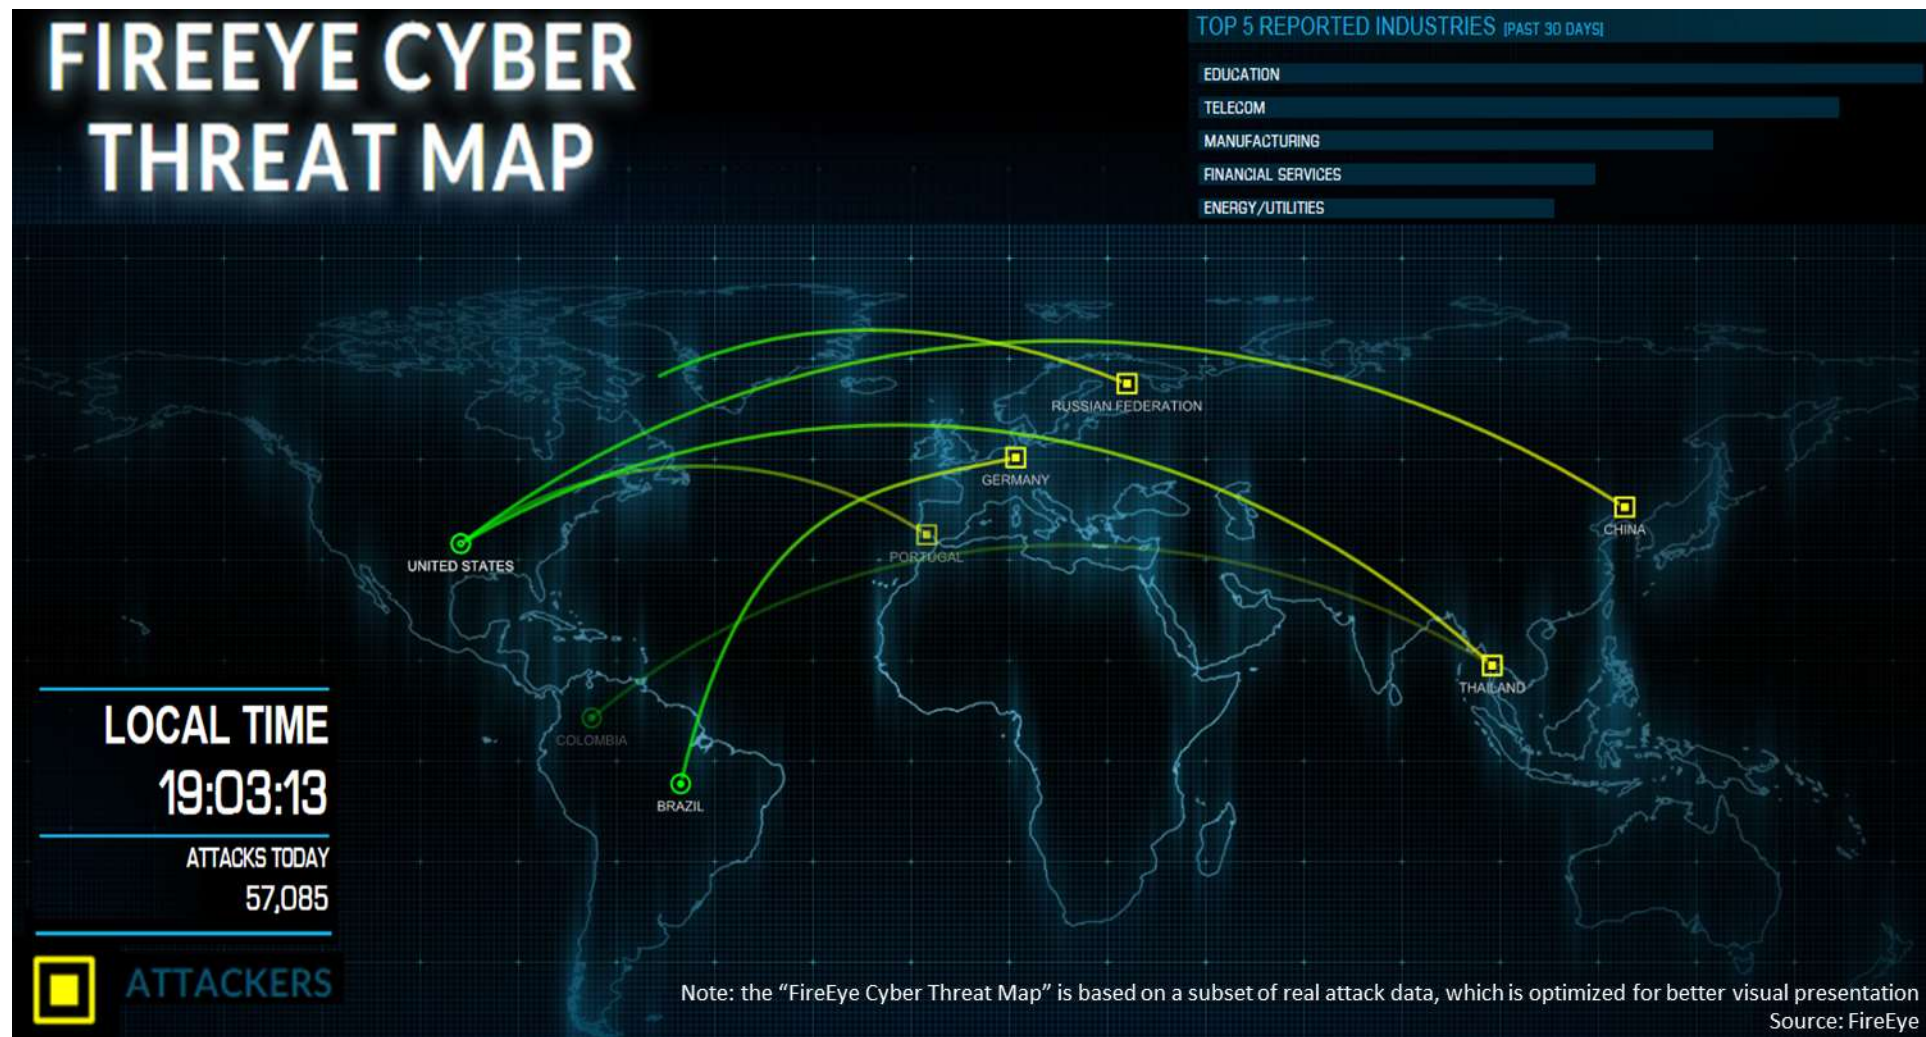 FIREEYE CYBER
THREAT MAP
TOP 5 REPORTED INDUSTRIES [PAST 30 DAYS]
EDUCATION
TELECOM
MANUFACTURING
FINANCIAL SERVICES
ENERGY/UTILITIES
RUSSIAN FEDERATION
GERMANY
CHINA
PORTUGAL
UNITED STATES
THAILAND
COLOMBIA
BRAZIL
LOCAL TIME
19:03:13
ATTACKS TODAY
57,085
ATTACKERS
Note: the “FireEye Cyber Threat Map” is based on a subset of real attack data, which is optimized for better visual presentation
Source: FireEye